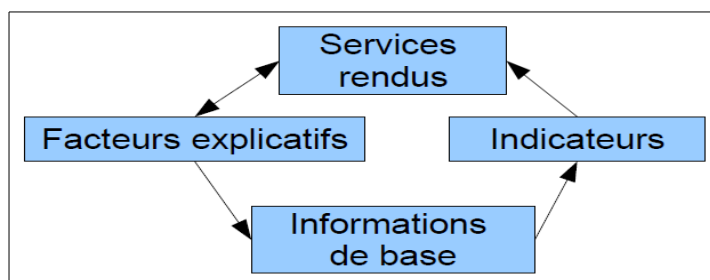 Services
rendus
Facteurs explicatifs
Indicateurs
Informations
de base